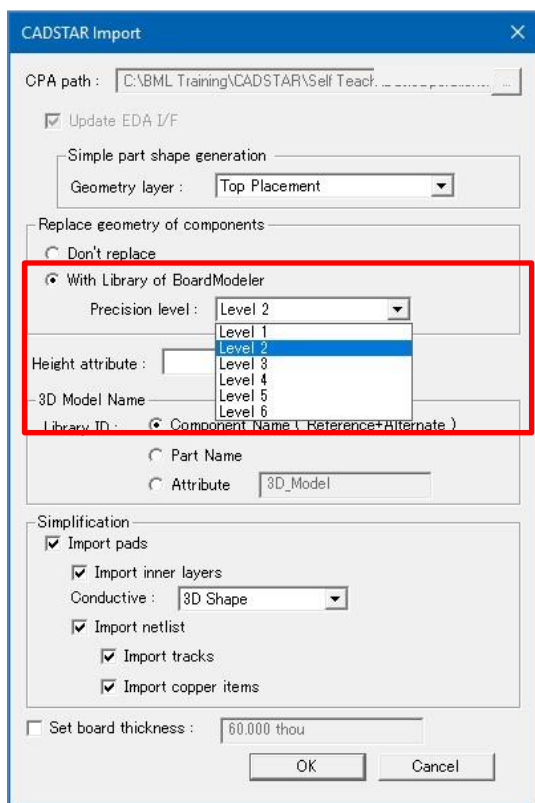 CADSTAR Import
CPA path : C:\BML Training\CADSTAR\Self Teach ...
Update EDA I/F
Simple part shape generation
Geometry layer : Top Placement
Replace geometry of components
Don't replace
With Library of BoardModeler
Precision level : Level 2
Level 1
Level 2
Level 3
Level 4
Level 5
Level 6
Height attribute :
3D Model Name
Library ID : Component Name ( Reference+Alternate )
Part Name
Attribute 3D_Model
Simplification
Import pads
Import inner layers
Conductive : 3D Shape
Import netlist
Import tracks
Import copper items
Set board thickness : 60.000 thou
OK Cancel